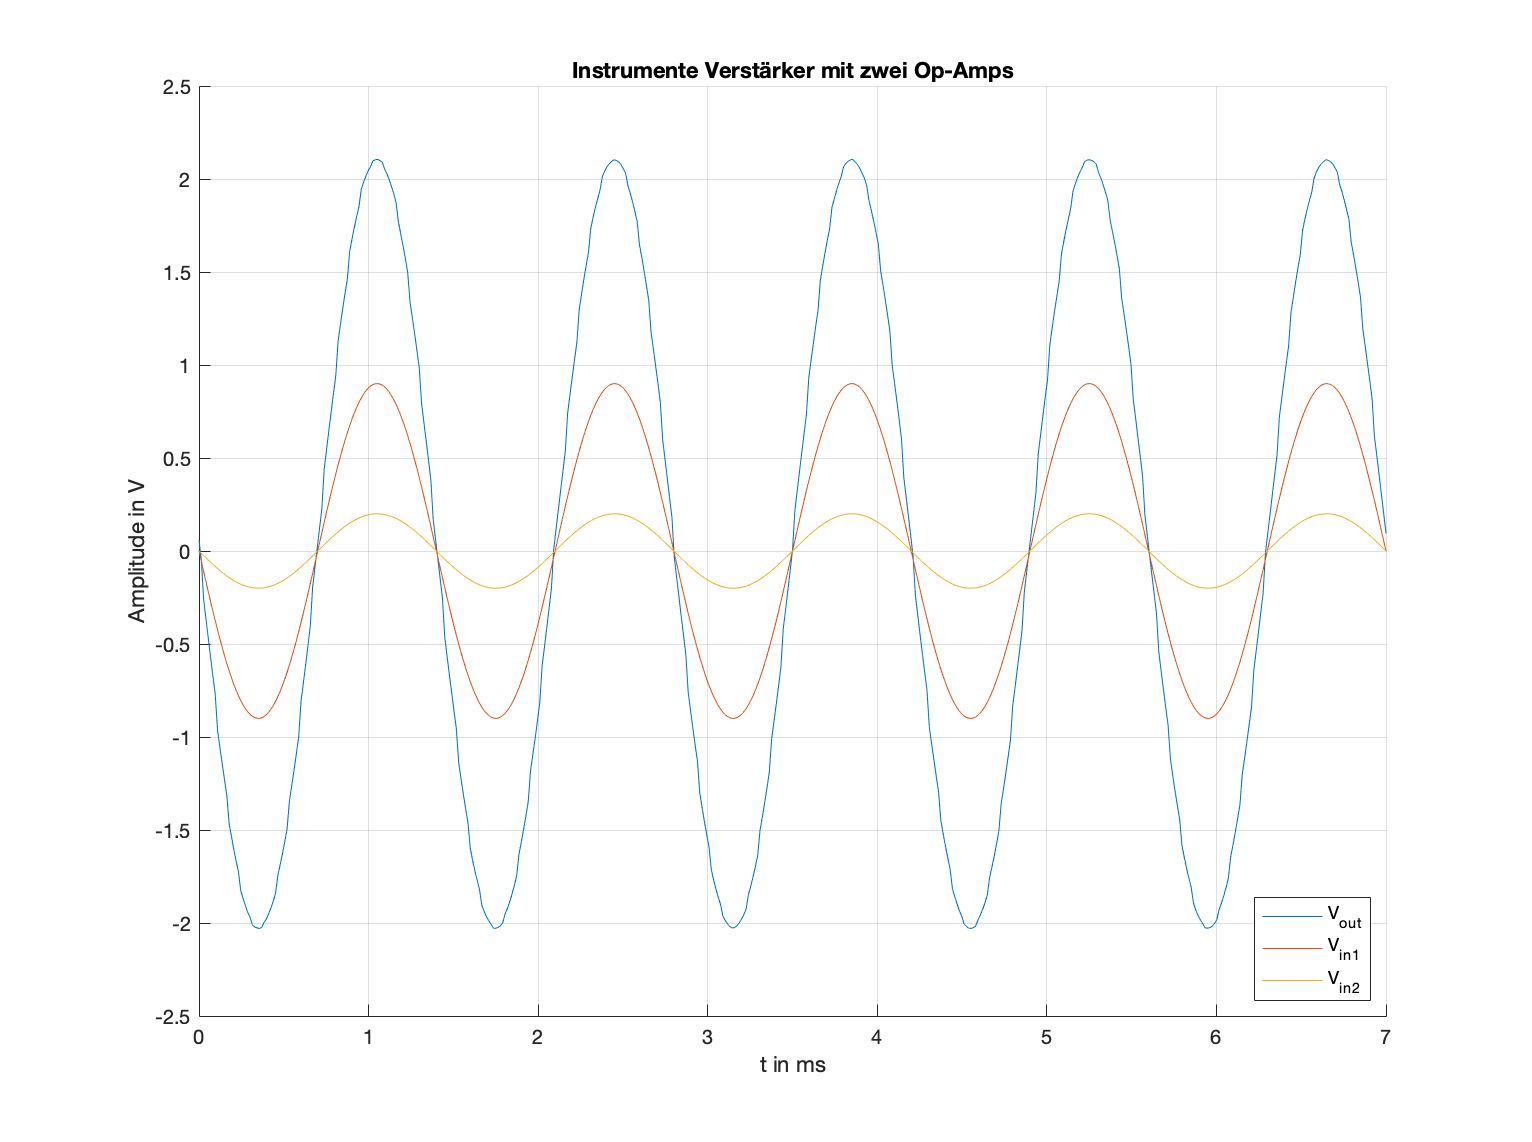 Instrumente Verstärker mit zwei Op-Amps
2.5
2
1.5
1
0.5
0
-0.5
-1
-1.5
-2
-2.5
Amplitude in V
0 1 2 3 4 5 6 7
t in ms
Vout
Vin1
Vin2